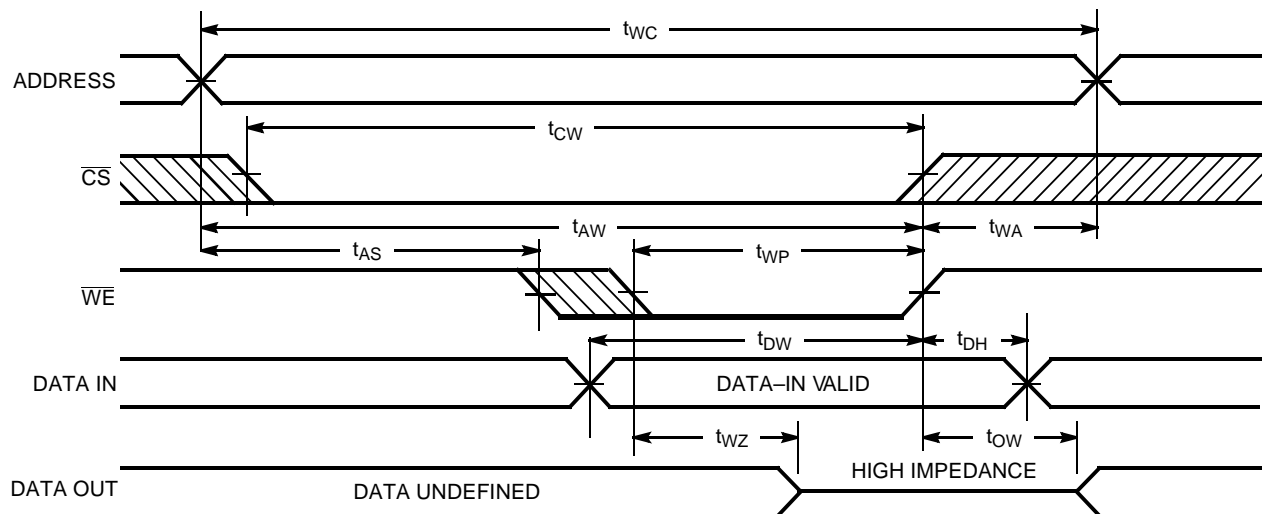 tWC
ADDRESS
tCW
CS
tAW
tWA
tAS
tWP
WE
tDW
tDH
DATA IN
DATA–IN VALID
tWZ
tOW
HIGH IMPEDANCE
DATA OUT
DATA UNDEFINED